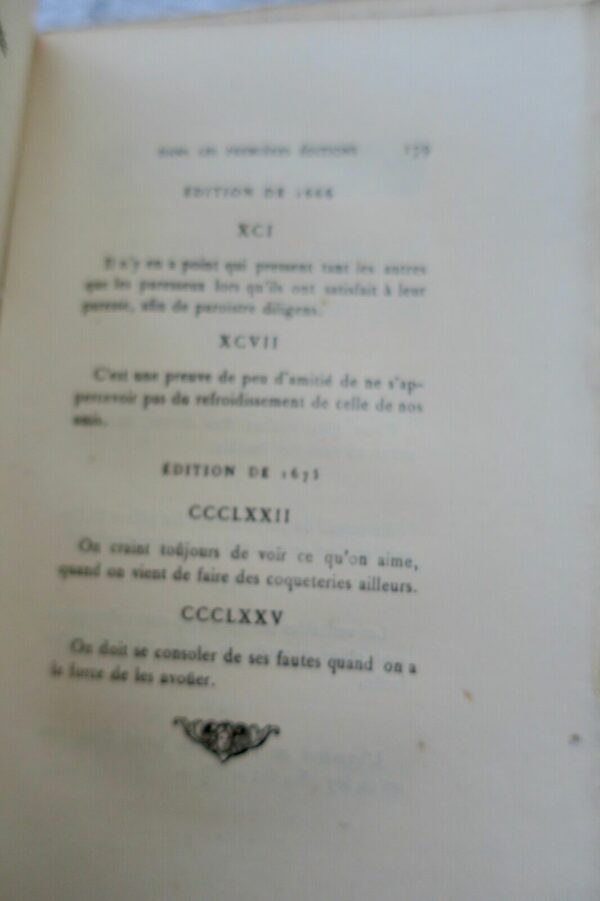 DANS LES PREMIÈRES ÉDITIONS 179
ÉDITION DE 1666
XCI
Il n'y en a point qui pressent tant les autres
que les paresseux lors qu'ils ont satisfait à leur
paresse, afin de paroistre diligens.
XCVII
C'est une preuve de peu d'amitié de ne s'ap-
percevoir pas du refroidissement de celle de nos
amis.
ÉDITION DE 1675
CCCLXXII
On craint toûjours de voir ce qu'on aime,
quand on vient de faire des coqueteries ailleurs.
CCCLXXV
On doit se consoler de ses fautes quand on a
la force de les avoüer.